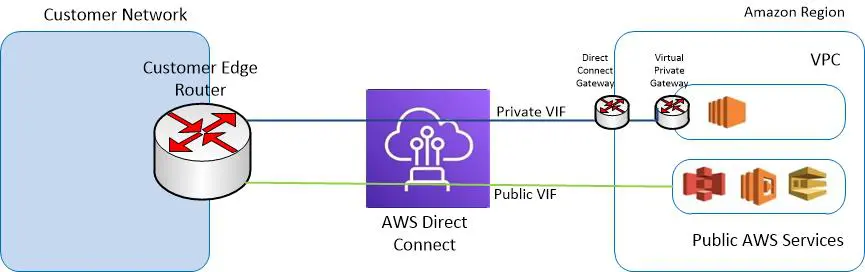 Customer Network
Amazon Region
Customer Edge
Router
Direct
Connect
Gateway
Virtual
Private
Gateway
VPC
Private VIF
Public VIF
AWS Direct
Connect
Public AWS Services